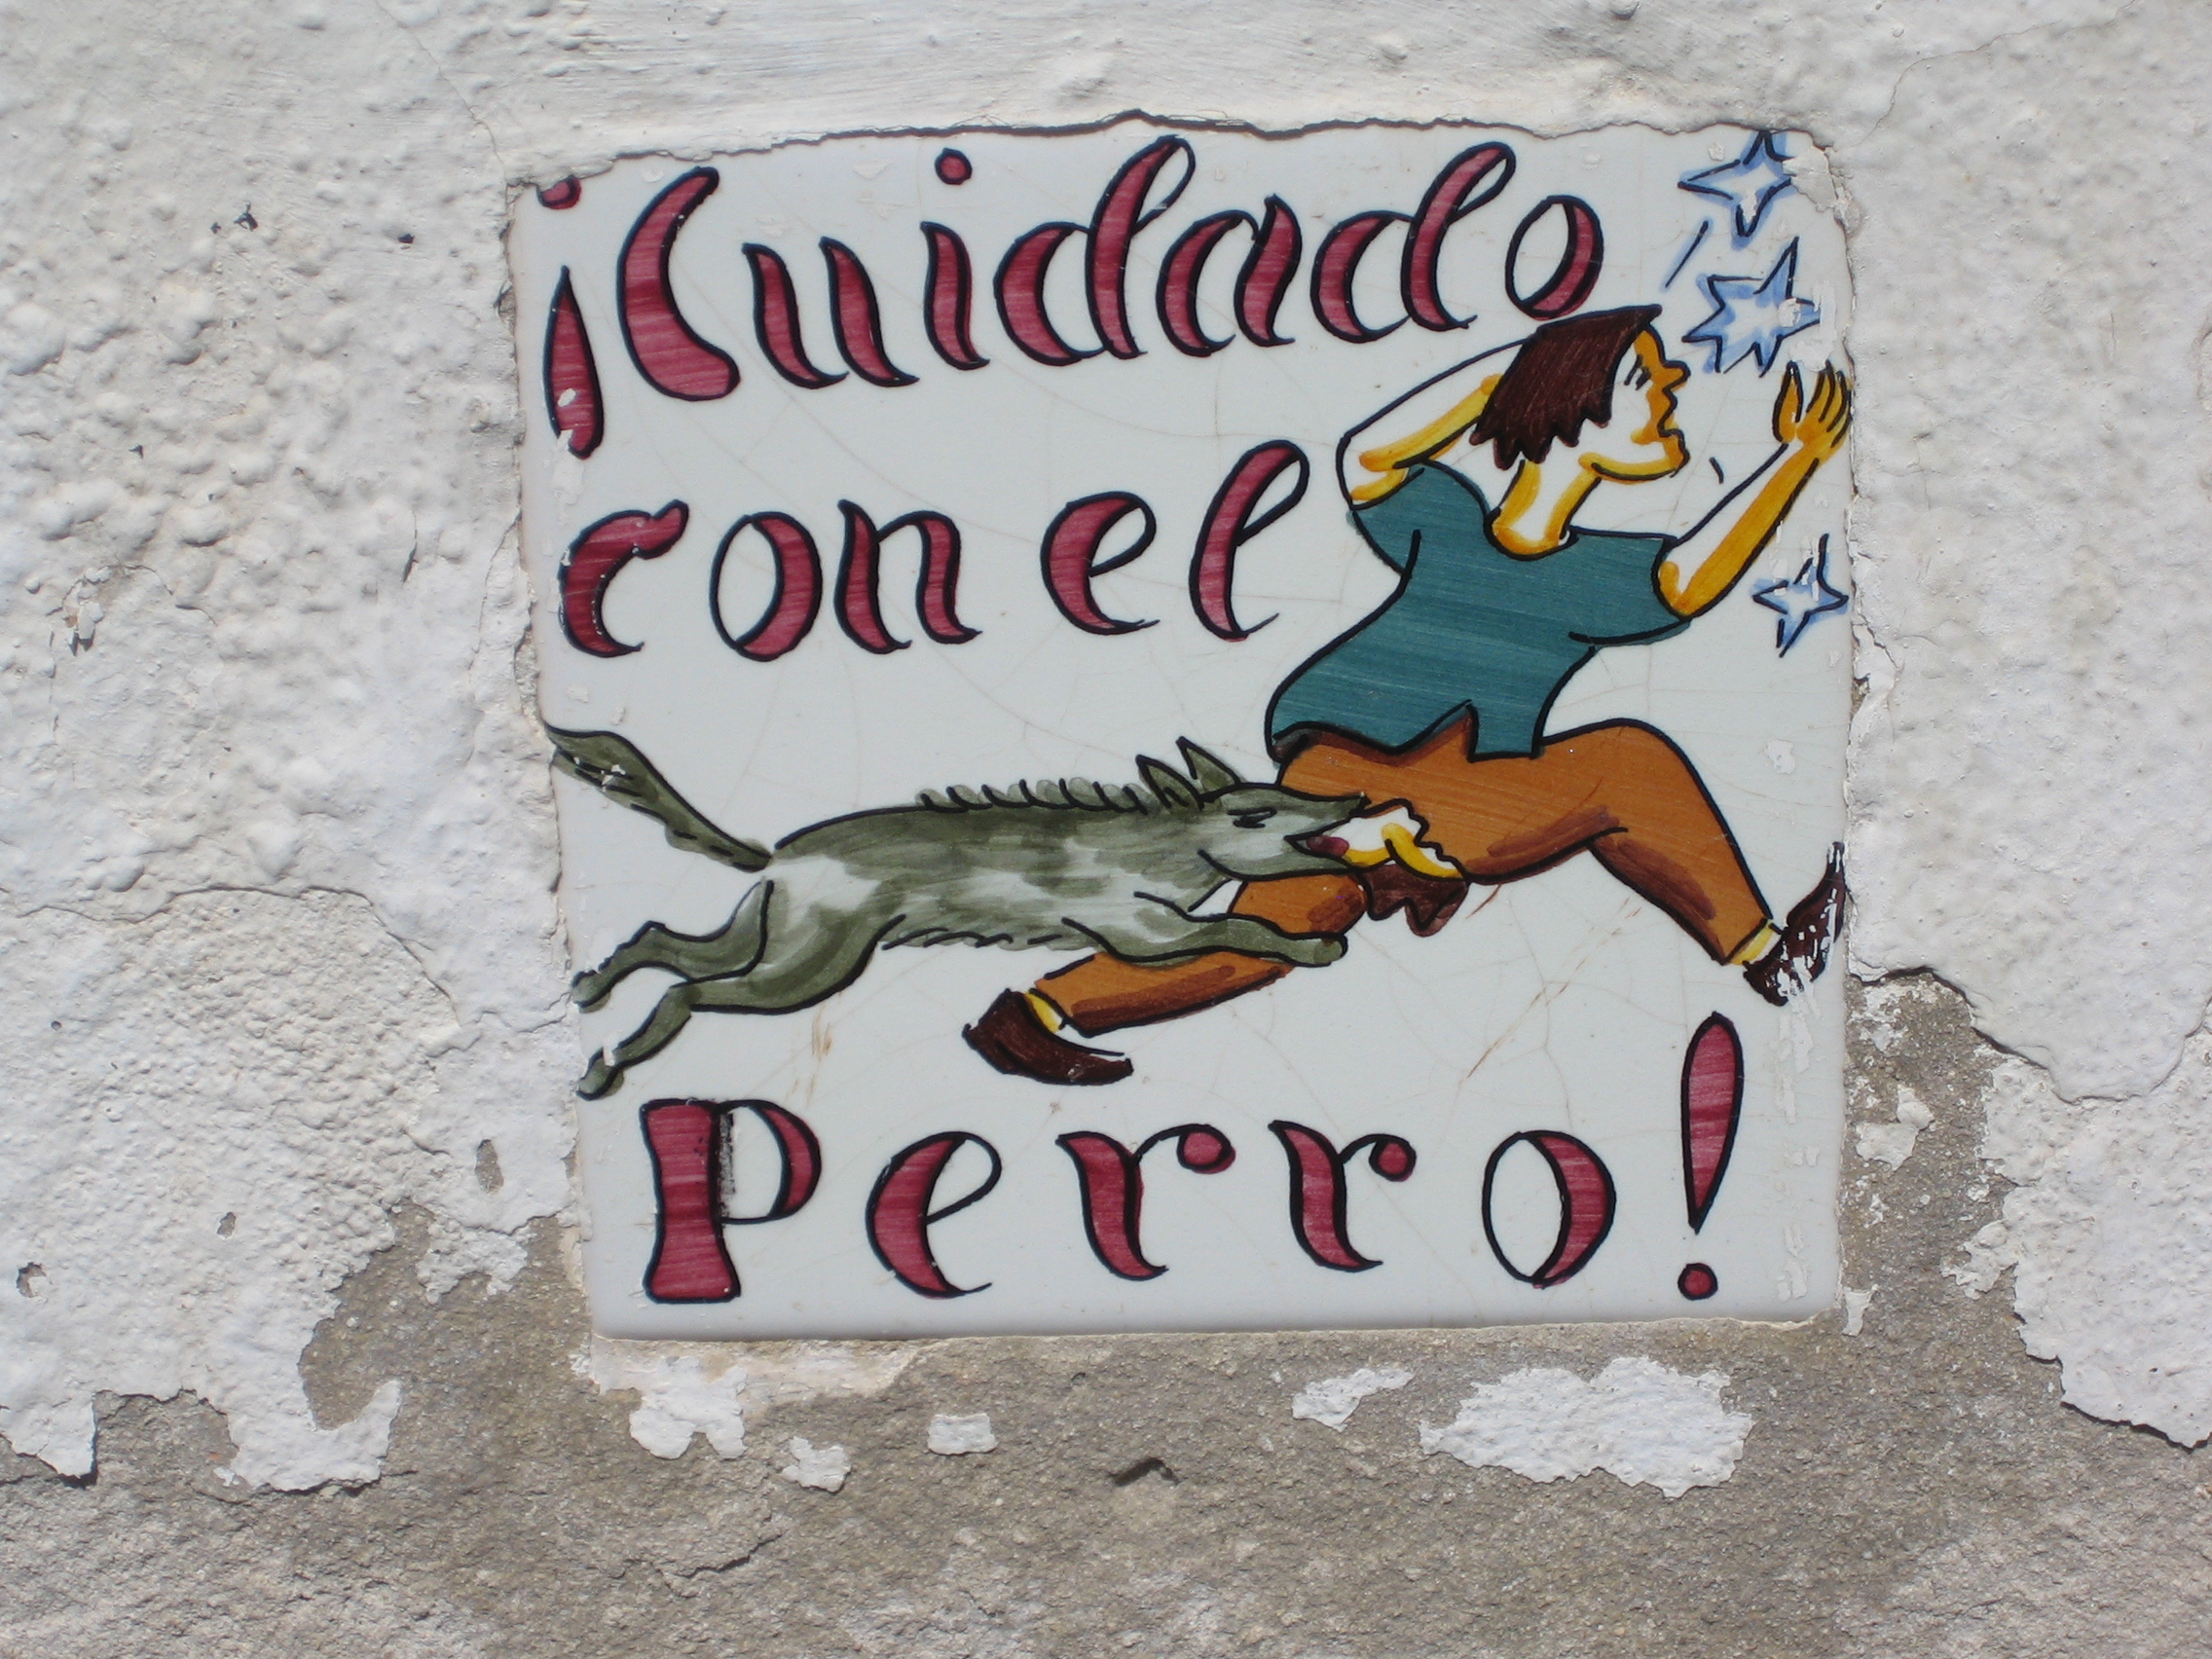 ¡Cuidado
con el
Perro!